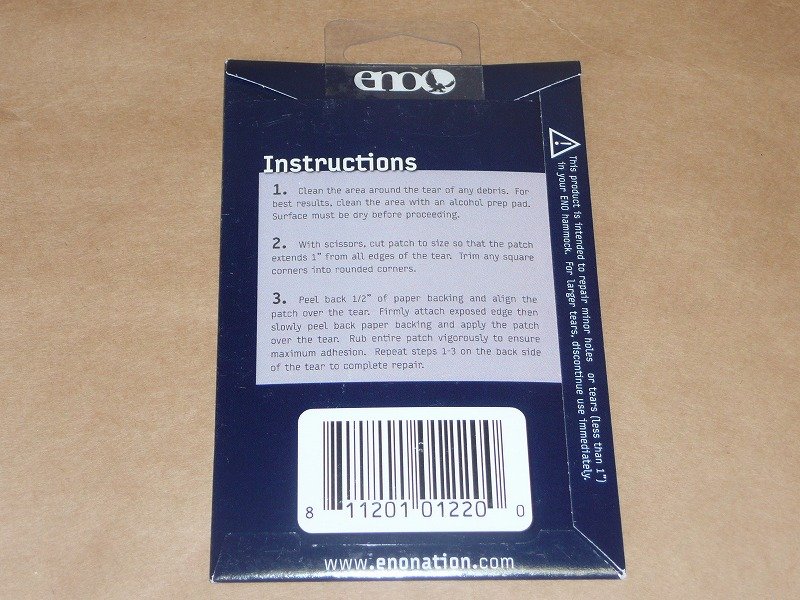 eno
Instructions
1. Clean the area around the tear of any debris. For
best results, clean the area with an alcohol prep pad.
Surface must be dry before proceeding.
2. With scissors, cut patch to size so that the patch
extends 1" from all edges of the tear. Trim any square
corners into rounded corners.
3. Peel back 1/2" of paper backing and align the
patch over the tear. Firmly attach exposed edge then
slowly peel back paper backing and apply the patch
over the tear. Rub entire patch vigorously to ensure
maximum adhesion. Repeat steps 1-3 on the back side
of the tear to complete repair.
This product is intended to repair minor holes or tears (less than 1")
in your ENO hammock. For larger tears, discontinue use immediately.
8 11201 01220 0
www.enonation.com